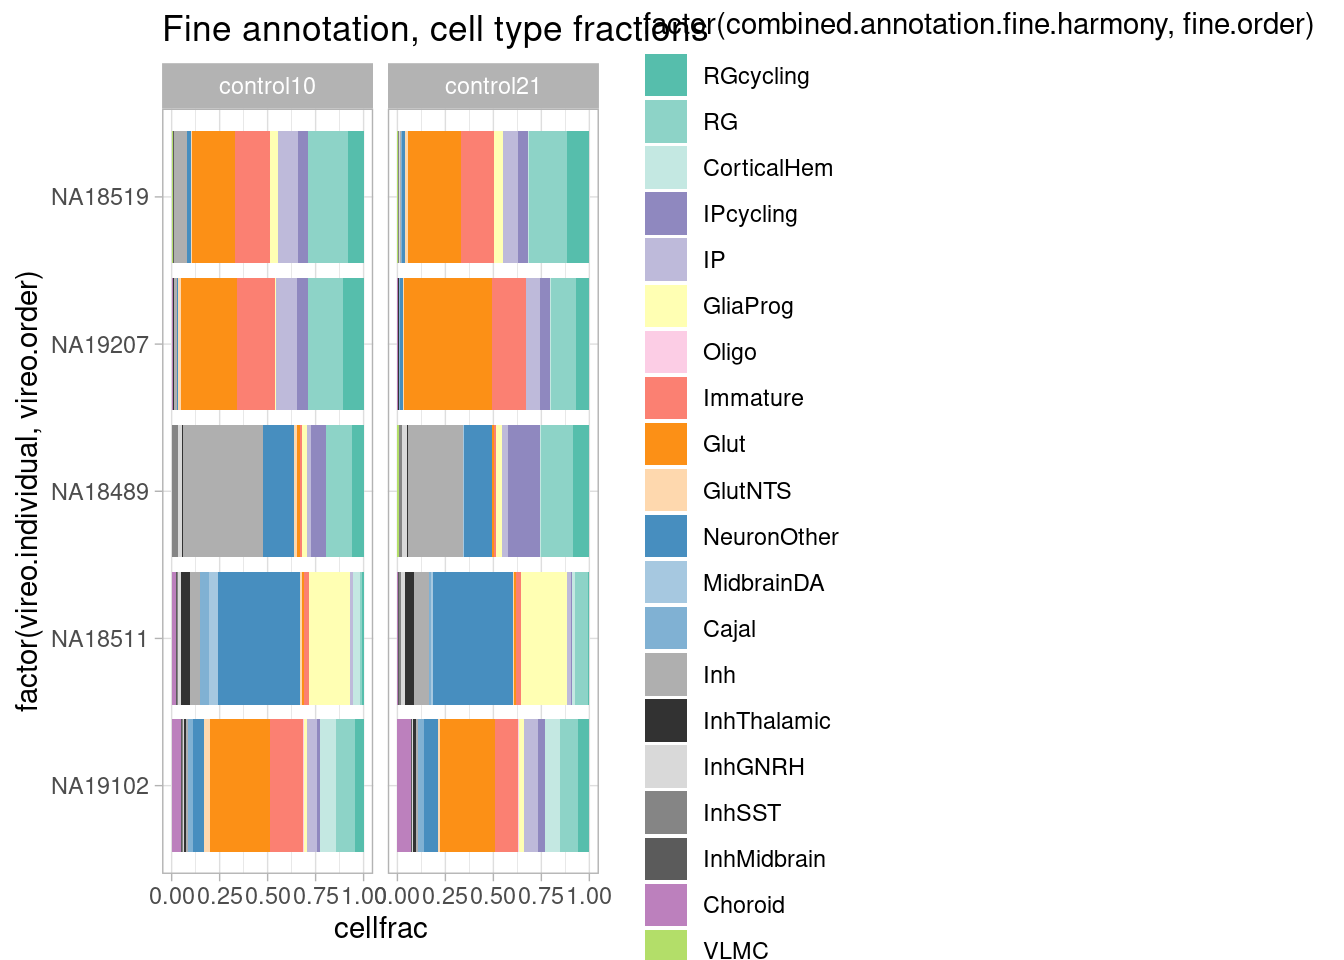 Fine annotation, cell type fractions
factor(combined.annotation.fine.harmony, fine.order)
control10
control21
NA18519
NA19207
NA18489
NA18511
NA19102
factor(vireo.individual, vireo.order)
0.00 0.25 0.50 0.75 1.00
0.00 0.25 0.50 0.75 1.00
cellfrac
RGcycling
RG
CorticalHem
IPcycling
IP
GliaProg
Oligo
Immature
Glut
GlutNTS
NeuronOther
MidbrainDA
Cajal
Inh
InhThalamic
InhGNRH
InhSST
InhMidbrain
Choroid
VLMC